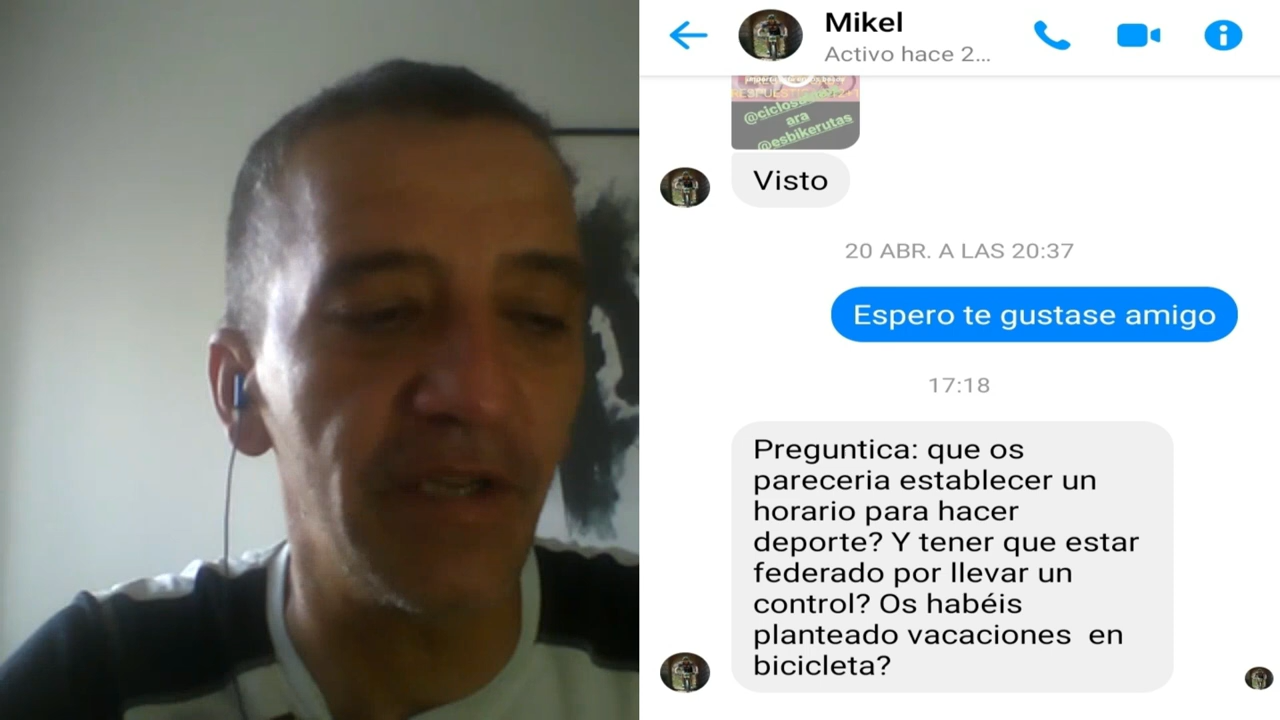 Mikel
Activo hace 2...
@ciclos
ara
@esbikerutas
Visto
20 ABR. A LAS 20:37
Espero te gustase amigo
17:18
Preguntica: que os
pareceria establecer un
horario para hacer
deporte? Y tener que estar
federado por llevar un
control? Os habéis
planteado vacaciones en
bicicleta?